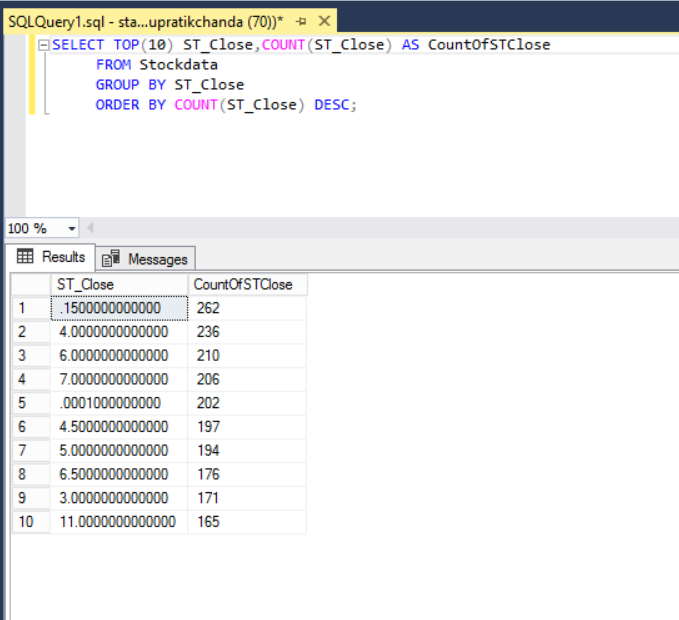 SQLQuery1.sql - sta...upratikchanda (70))*
SELECT TOP(10) ST_Close,COUNT(ST_Close) AS CountOfSTClose
FROM Stockdata
GROUP BY ST_Close
ORDER BY COUNT(ST_Close) DESC;
100 %
Results Messages
ST_Close CountOfSTClose
1 .1500000000000 262
2 4.0000000000000 236
3 6.0000000000000 210
4 7.0000000000000 206
5 .0001000000000 202
6 4.5000000000000 197
7 5.0000000000000 194
8 6.5000000000000 176
9 3.0000000000000 171
10 11.0000000000000 165